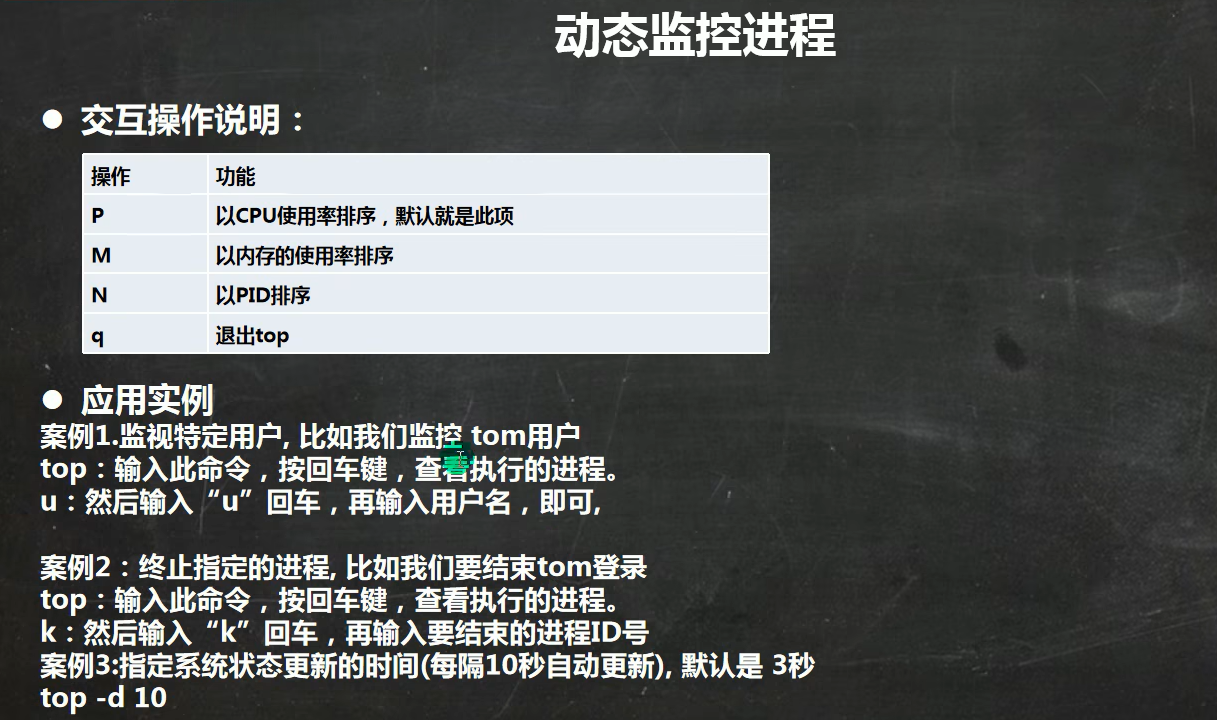 动态监控进程
● 交互操作说明：
操作 功能
P 以CPU使用率排序，默认就是此项
M 以内存的使用率排序
N 以PID排序
q 退出top
● 应用实例
案例1.监视特定用户, 比如我们监控 tom用户
top：输入此命令，按回车键，查看执行的进程。
u：然后输入“u”回车，再输入用户名，即可,
案例2：终止指定的进程, 比如我们要结束tom登录
top：输入此命令，按回车键，查看执行的进程。
k：然后输入“k”回车，再输入要结束的进程ID号
案例3:指定系统状态更新的时间(每隔10秒自动更新), 默认是 3秒
top -d 10